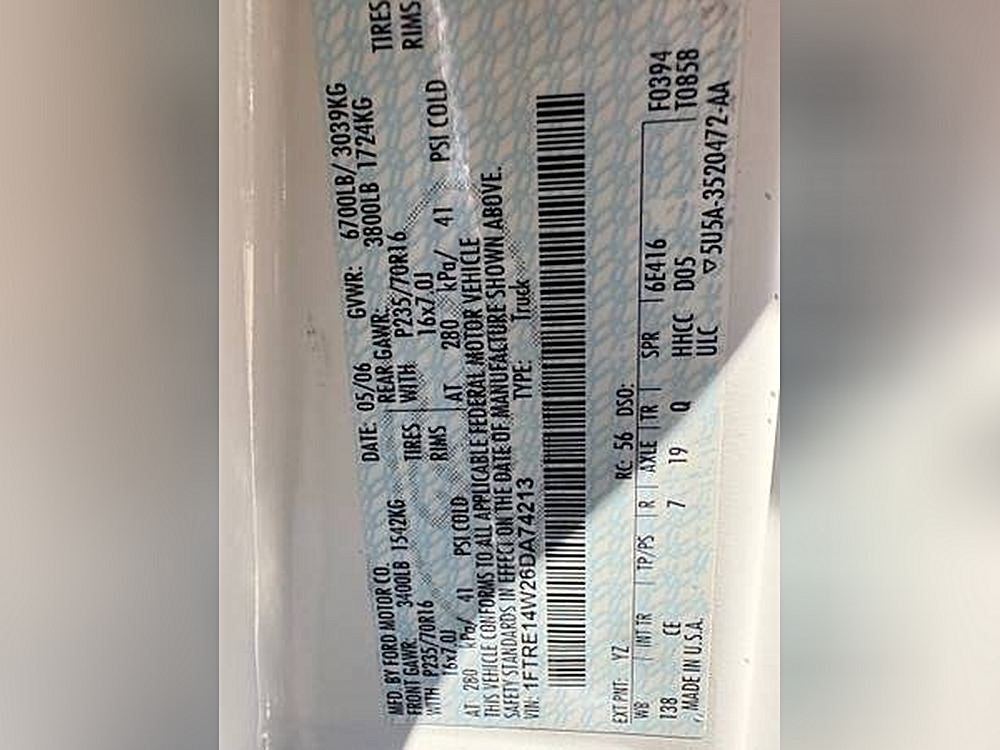 MFD. BY FORD MOTOR CO.
DATE: 05/06 GVWR: 6700LB/ 3039KG
FRONT GAWR: 3400LB 1542KG REAR GAWR: 3800LB 1724KG
WITH P235/70R16 TIRES WITH P235/70R16 TIRES
16x7.0J RIMS 16x7.0J RIMS
AT 280 kPa/ 41 PSI COLD AT 280 kPa/ 41 PSI COLD
THIS VEHICLE CONFORMS TO ALL APPLICABLE FEDERAL MOTOR VEHICLE
SAFETY STANDARDS IN EFFECT ON THE DATE OF MANUFACTURE SHOWN ABOVE.
VIN: 1FTRE14W26DA74213 TYPE: Truck
EXT PNT: YZ RC: 56 DSO: F0394
WB INT TR TP/PS R AXLE TR SPR 6E416 T0858
138 CE 7 19 Q HHCC D05
MADE IN U.S.A. ULC ▽5U5A-3520472-AA